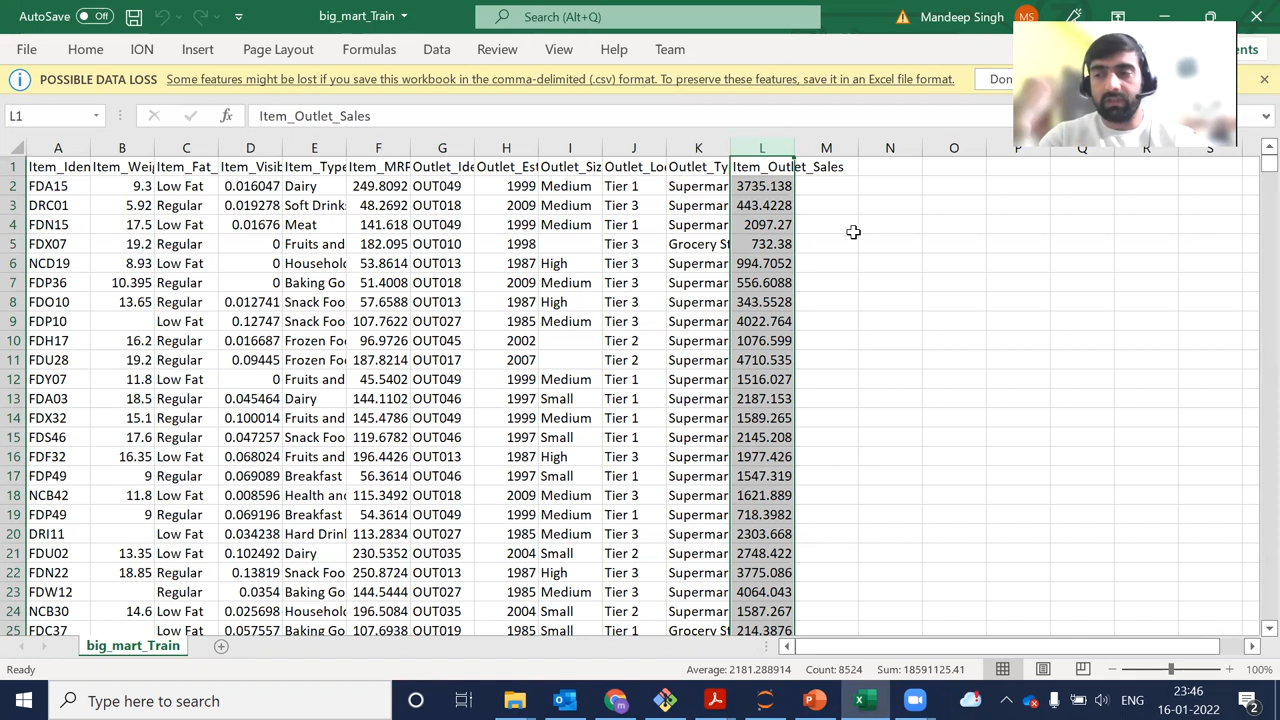 AutoSave Off big_mart_Train Search (Alt+Q) Mandeep Singh MS
File Home ION Insert Page Layout Formulas Data Review View Help Team
POSSIBLE DATA LOSS Some features might be lost if you save this workbook in the comma-delimited (.csv) format. To preserve these features, save it in an Excel file format.
L1 fx Item_Outlet_Sales
A B C D E F G H I J K L M N O P Q R S
1 Item_Iden Item_Wei Item_Fat_ Item_Visit Item_Type Item_MRP Outlet_Ide Outlet_Est Outlet_Siz Outlet_Loc Outlet_Ty Item_Outlet_Sales
2 FDA15 9.3 Low Fat 0.016047 Dairy 249.8092 OUT049 1999 Medium Tier 1 Supermar 3735.138
3 DRC01 5.92 Regular 0.019278 Soft Drink 48.2692 OUT018 2009 Medium Tier 3 Supermar 443.4228
4 FDN15 17.5 Low Fat 0.01676 Meat 141.618 OUT049 1999 Medium Tier 1 Supermar 2097.27
5 FDX07 19.2 Regular 0 Fruits and 182.095 OUT010 1998 Tier 3 Grocery St 732.38
6 NCD19 8.93 Low Fat 0 Househol 53.8614 OUT013 1987 High Tier 3 Supermar 994.7052
7 FDP36 10.395 Regular 0 Baking Go 51.4008 OUT018 2009 Medium Tier 3 Supermar 556.6088
8 FDO10 13.65 Regular 0.012741 Snack Foo 57.6588 OUT013 1987 High Tier 3 Supermar 343.5528
9 FDP10 Low Fat 0.12747 Snack Foo 107.7622 OUT027 1985 Medium Tier 3 Supermar 4022.764
10 FDH17 16.2 Regular 0.016687 Frozen Fo 96.9726 OUT045 2002 Tier 2 Supermar 1076.599
11 FDU28 19.2 Regular 0.09445 Frozen Fo 187.8214 OUT017 2007 Tier 2 Supermar 4710.535
12 FDY07 11.8 Low Fat 0 Fruits and 45.5402 OUT049 1999 Medium Tier 1 Supermar 1516.027
13 FDA03 18.5 Regular 0.045464 Dairy 144.1102 OUT046 1997 Small Tier 1 Supermar 2187.153
14 FDX32 15.1 Regular 0.100014 Fruits and 145.4786 OUT049 1999 Medium Tier 1 Supermar 1589.265
15 FDS46 17.6 Regular 0.047257 Snack Foo 119.6782 OUT046 1997 Small Tier 1 Supermar 2145.208
16 FDF32 16.35 Low Fat 0.068024 Fruits and 196.4426 OUT013 1987 High Tier 3 Supermar 1977.426
17 FDP49 9 Regular 0.069089 Breakfast 56.3614 OUT046 1997 Small Tier 1 Supermar 1547.319
18 NCB42 11.8 Low Fat 0.008596 Health and 115.3492 OUT018 2009 Medium Tier 3 Supermar 1621.889
19 FDP49 9 Regular 0.069196 Breakfast 54.3614 OUT049 1999 Medium Tier 1 Supermar 718.3982
20 DRI11 Low Fat 0.034238 Hard Drin 113.2834 OUT027 1985 Medium Tier 3 Supermar 2303.668
21 FDU02 13.35 Low Fat 0.102492 Dairy 230.5352 OUT035 2004 Small Tier 2 Supermar 2748.422
22 FDN22 18.85 Regular 0.13819 Snack Foo 250.8724 OUT013 1987 High Tier 3 Supermar 3775.086
23 FDW12 Regular 0.0354 Baking Go 144.5444 OUT027 1985 Medium Tier 3 Supermar 4064.043
24 NCB30 14.6 Low Fat 0.025698 Househol 196.5084 OUT035 2004 Small Tier 2 Supermar 1587.267
25 FDC37 Low Fat 0.057557 Baking Go 107.6938 OUT019 1985 Small Tier 1 Grocery St 214.3876
big_mart_Train
Ready Average: 2181.288914 Count: 8524 Sum: 18591125.41 100%
Type here to search ENG 23:46
16-01-2022 2